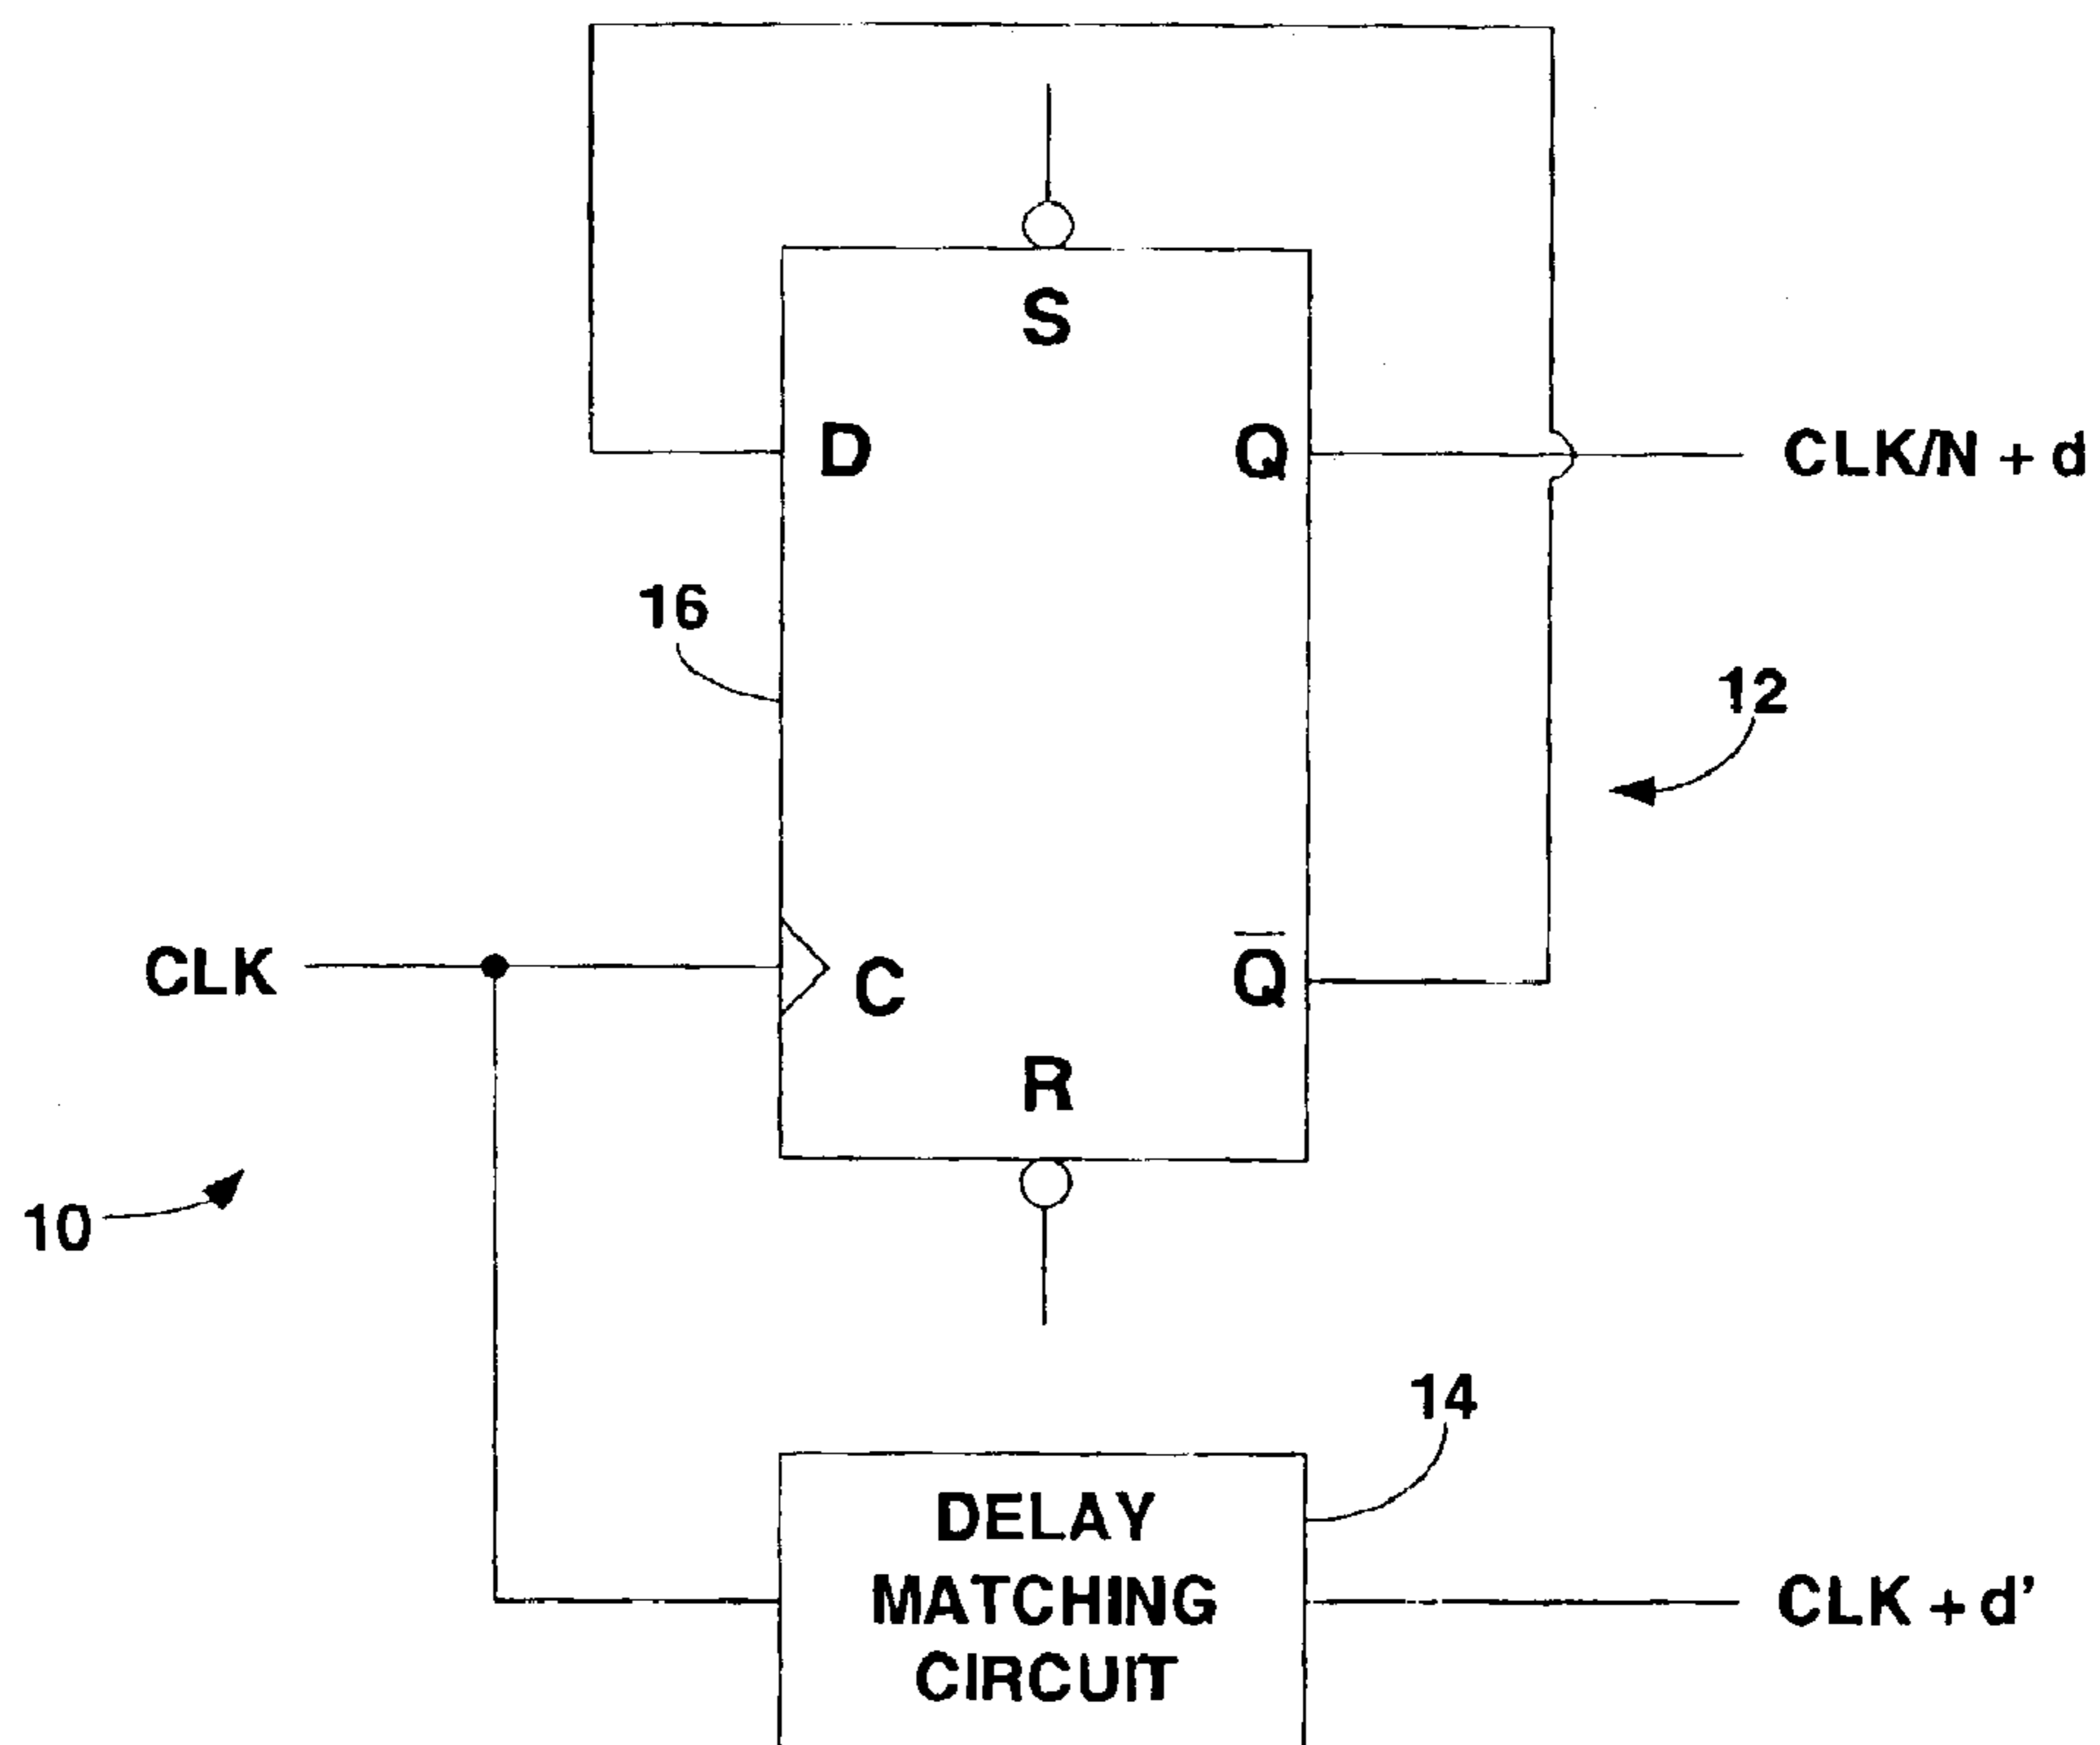 S
D
Q
CLK/N + d
16
12
CLK
C
Q̅
R
10
14
DELAY
MATCHING
CIRCUIT
CLK + d'